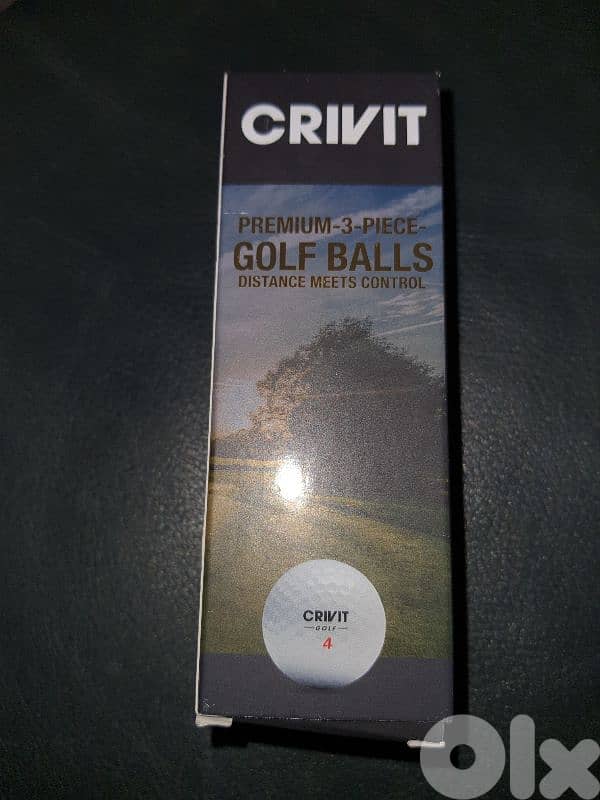 CRIVIT
PREMIUM-3-PIECE-
GOLF BALLS
DISTANCE MEETS CONTROL
CRIVIT
GOLF
4
Olx